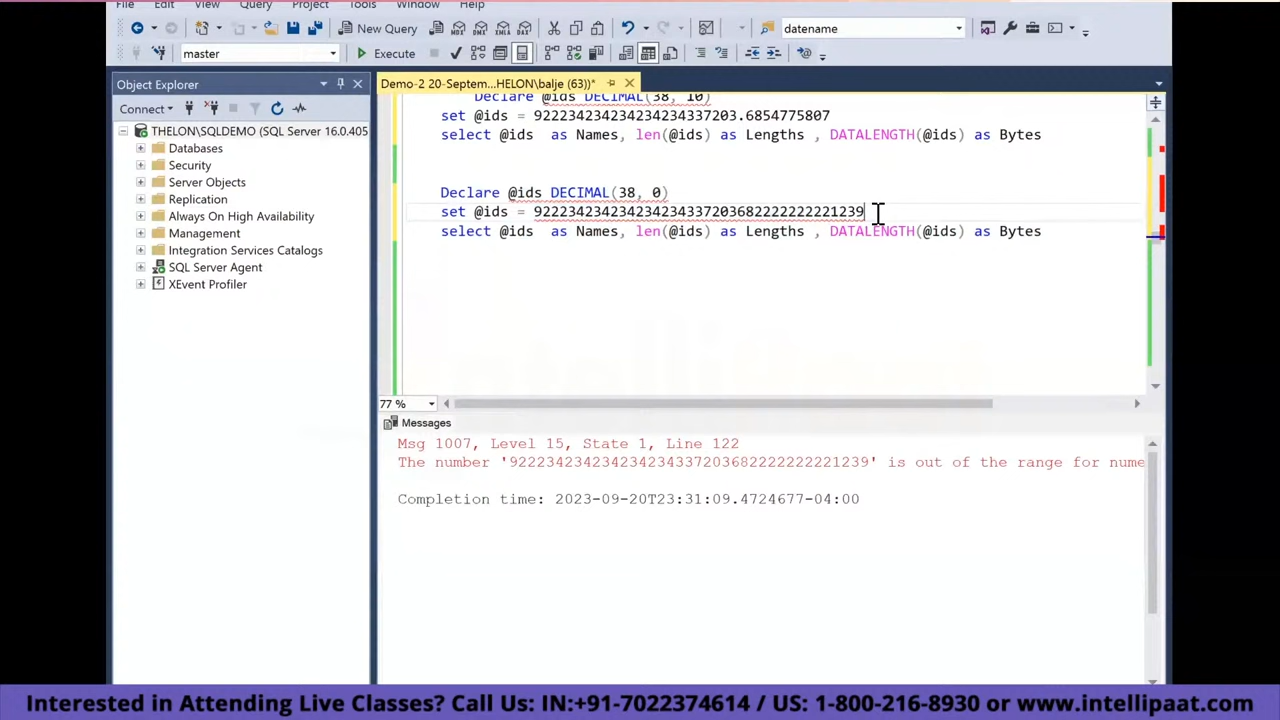 File Edit View Query Project Tools Window Help
New Query datename
master Execute
Object Explorer
Demo-2 20-Septem...HELON\balje (63))*
Connect
THELON\SQLDEMO (SQL Server 16.0.405
Databases
Security
Server Objects
Replication
Always On High Availability
Management
Integration Services Catalogs
SQL Server Agent
XEvent Profiler
Declare @ids DECIMAL(38, 10)
set @ids = 922234234234234234337203.6854775807
select @ids as Names, len(@ids) as Lengths , DATALENGTH(@ids) as Bytes
Declare @ids DECIMAL(38, 0)
set @ids = 922234234234234234337203682222222221239
select @ids as Names, len(@ids) as Lengths , DATALENGTH(@ids) as Bytes
77 %
Messages
Msg 1007, Level 15, State 1, Line 122
The number '922234234234234234337203682222222221239' is out of the range for nume
Completion time: 2023-09-20T23:31:09.4724677-04:00
Interested in Attending Live Classes? Call Us: IN:+91-7022374614 / US: 1-800-216-8930 or www.intellipaat.com